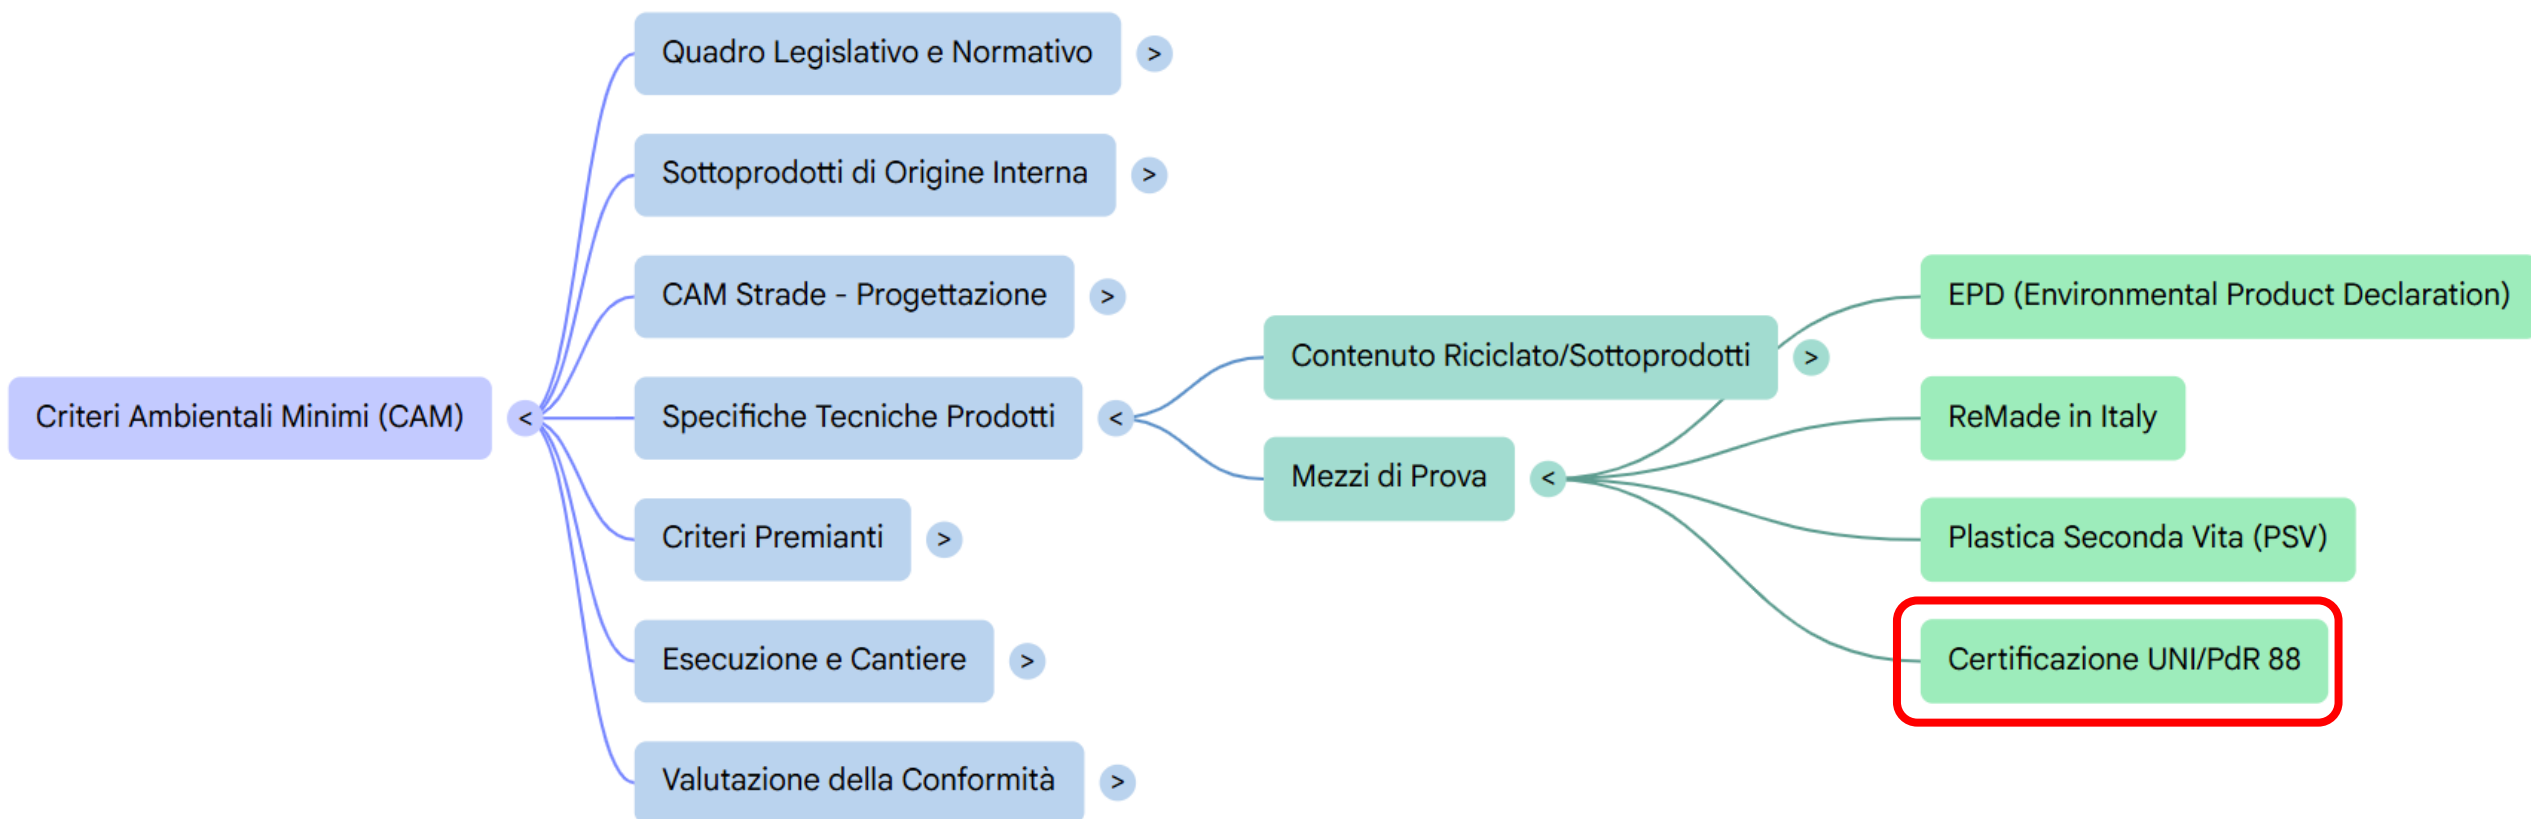 Criteri Ambientali Minimi (CAM)
<
Quadro Legislativo e Normativo
>
Sottoprodotti di Origine Interna
>
CAM Strade - Progettazione
>
Specifiche Tecniche Prodotti
<
Contenuto Riciclato/Sottoprodotti
>
Mezzi di Prova
<
EPD (Environmental Product Declaration)
ReMade in Italy
Plastica Seconda Vita (PSV)
Certificazione UNI/PdR 88
Criteri Premianti
>
Esecuzione e Cantiere
>
Valutazione della Conformità
>